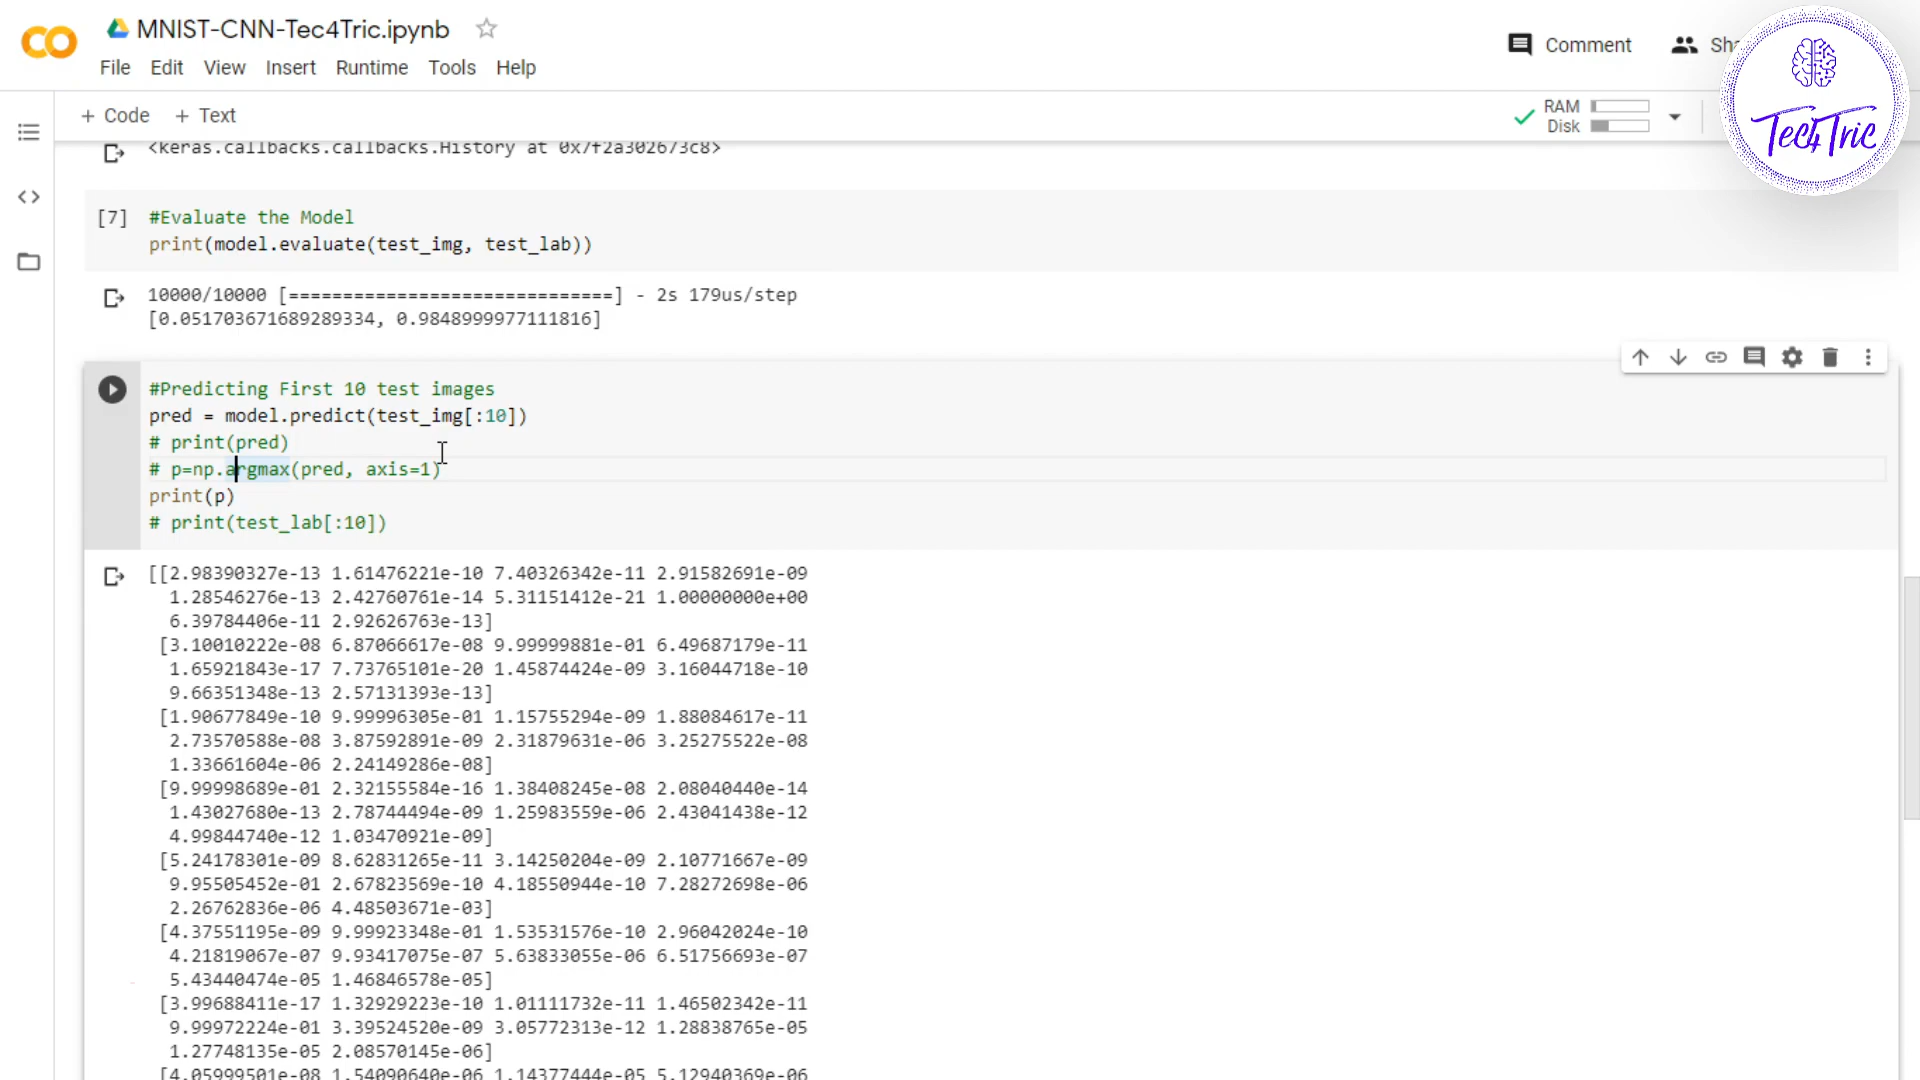 MNIST-CNN-Tec4Tric.ipynb
File Edit View Insert Runtime Tools Help
Comment
Tec4Tric
+ Code + Text
RAM
Disk
<keras.callbacks.callbacks.History at 0x7f2a302673c8>
[7] #Evaluate the Model
print(model.evaluate(test_img, test_lab))
10000/10000 [==============================] - 2s 179us/step
[0.051703671689289334, 0.9848999977111816]
#Predicting First 10 test images
pred = model.predict(test_img[:10])
# print(pred)
# p=np.argmax(pred, axis=1)
print(p)
# print(test_lab[:10])
[[2.98390327e-13 1.61476221e-10 7.40326342e-11 2.91582691e-09
1.28546276e-13 2.42760761e-14 5.31151412e-21 1.00000000e+00
6.39784406e-11 2.92626763e-13]
[3.10010222e-08 6.87066617e-08 9.99999881e-01 6.49687179e-11
1.65921843e-17 7.73765101e-20 1.45874424e-09 3.16044718e-10
9.66351348e-13 2.57131393e-13]
[1.90677849e-10 9.99996305e-01 1.15755294e-09 1.88084617e-11
2.73570588e-08 3.87592891e-09 2.31879631e-06 3.25275522e-08
1.33661604e-06 2.24149286e-08]
[9.99998689e-01 2.32155584e-16 1.38408245e-08 2.08040440e-14
1.43027680e-13 2.78744494e-09 1.25983559e-06 2.43041438e-12
4.99844740e-12 1.03470921e-09]
[5.24178301e-09 8.62831265e-11 3.14250204e-09 2.10771667e-09
9.95505452e-01 2.67823569e-10 4.18550944e-10 7.28272698e-06
2.26762836e-06 4.48503671e-03]
[4.37551195e-09 9.99923348e-01 1.53531576e-10 2.96042024e-10
4.21819067e-07 9.93417075e-07 5.63833055e-06 6.51756693e-07
5.43440474e-05 1.46846578e-05]
[3.99688411e-17 1.32929223e-10 1.01111732e-11 1.46502342e-11
9.99972224e-01 3.39524520e-09 3.05772313e-12 1.28838765e-05
1.27748135e-05 2.08570145e-06]
[4.05999501e-08 1.54090640e-06 1.14377444e-05 5.12940369e-06